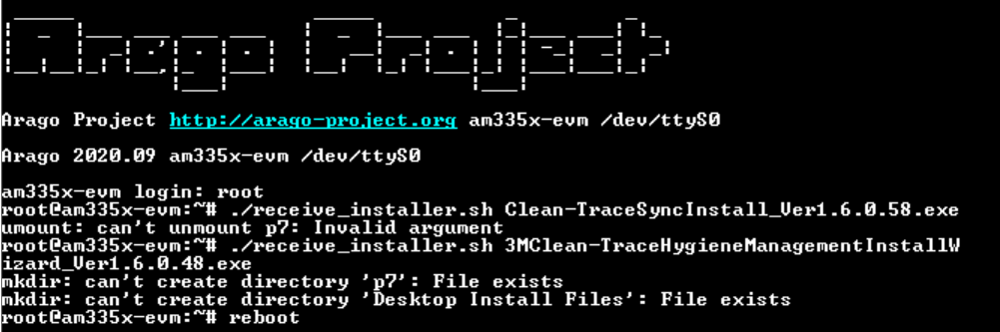 Arago Project
Arago Project http://arago-project.org am335x-evm /dev/ttyS0
Arago 2020.09 am335x-evm /dev/ttyS0
am335x-evm login: root
root@am335x-evm:~# ./receive_installer.sh Clean-TraceSyncInstall_Ver1.6.0.58.exe
umount: can't unmount p7: Invalid argument
root@am335x-evm:~# ./receive_installer.sh 3MClean-TraceHygieneManagementInstallW
izard_Ver1.6.0.48.exe
mkdir: can't create directory 'p7': File exists
mkdir: can't create directory 'Desktop Install Files': File exists
root@am335x-evm:~# reboot